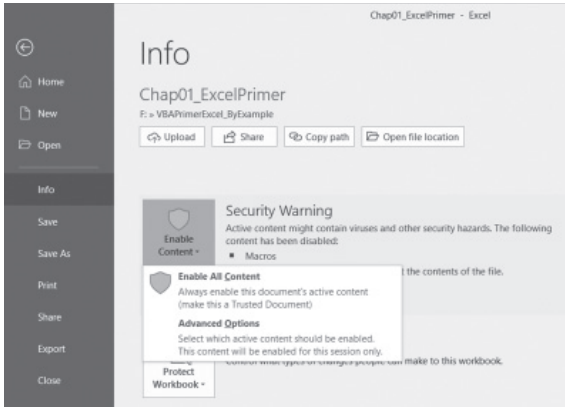 Chap01_ExcelPrimer - Excel
Info
Home
New
Open
Info
Save
Save As
Print
Share
Export
Close
Chap01_ExcelPrimer
F: » VBAPrimerExcel_ByExample
Upload
Share
Copy path
Open file location
Enable
Content
Security Warning
Active content might contain viruses and other security hazards. The following
content has been disabled:
Macros
the contents of the file.
Enable All Content
Always enable this document's active content
(make this a Trusted Document)
Advanced Options
Select which active content should be enabled.
This content will be enabled for this session only.
Protect
Workbook
Control what types of changes people can make to this workbook.